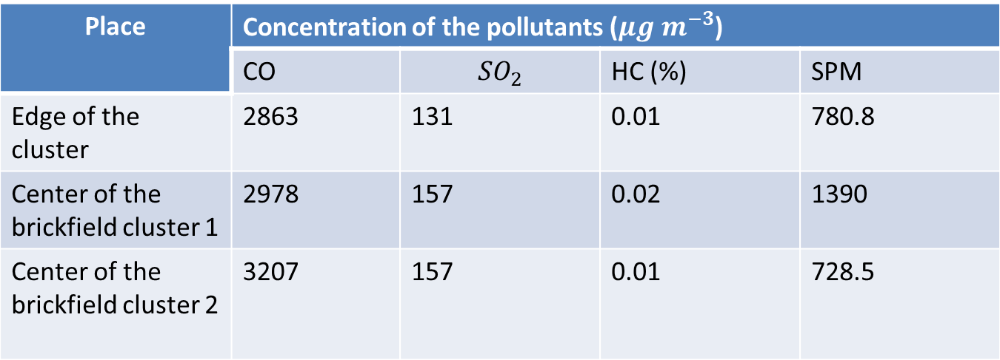 Place
Concentration of the pollutants (μg m⁻³)
CO
SO₂
HC (%)
SPM
Edge of the
cluster
2863
131
0.01
780.8
Center of the
brickfield cluster 1
2978
157
0.02
1390
Center of the
brickfield cluster 2
3207
157
0.01
728.5